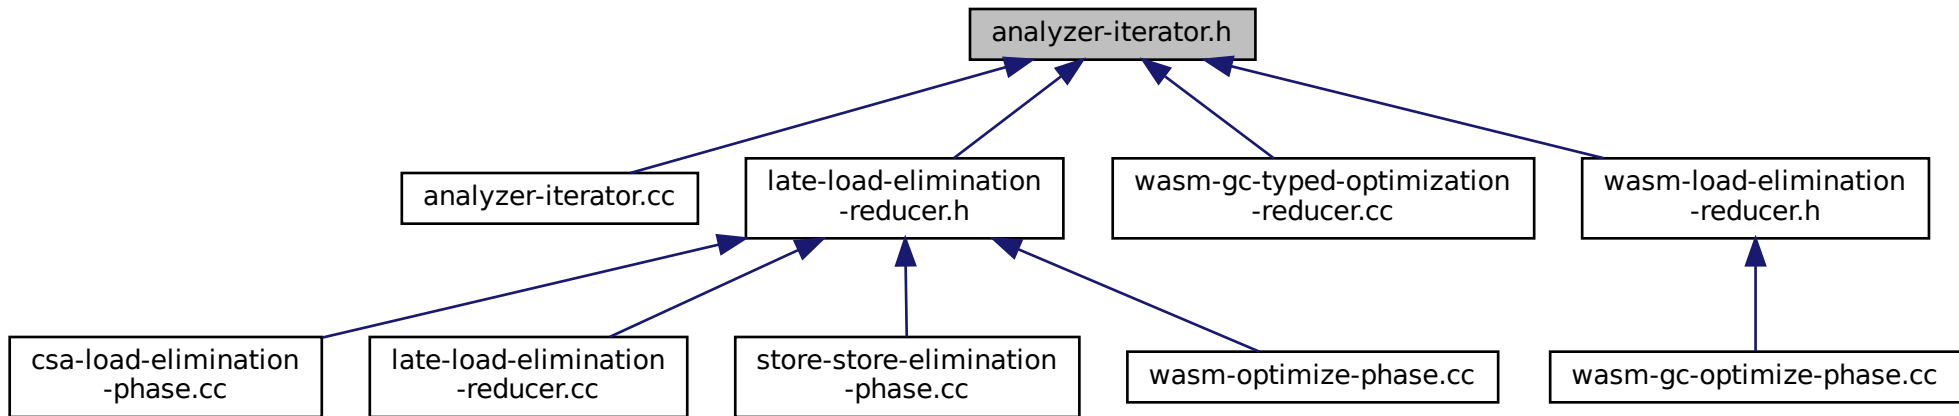 analyzer-iterator.h
analyzer-iterator.cc
late-load-elimination
-reducer.h
wasm-gc-typed-optimization
-reducer.cc
wasm-load-elimination
-reducer.h
csa-load-elimination
-phase.cc
late-load-elimination
-reducer.cc
store-store-elimination
-phase.cc
wasm-optimize-phase.cc
wasm-gc-optimize-phase.cc